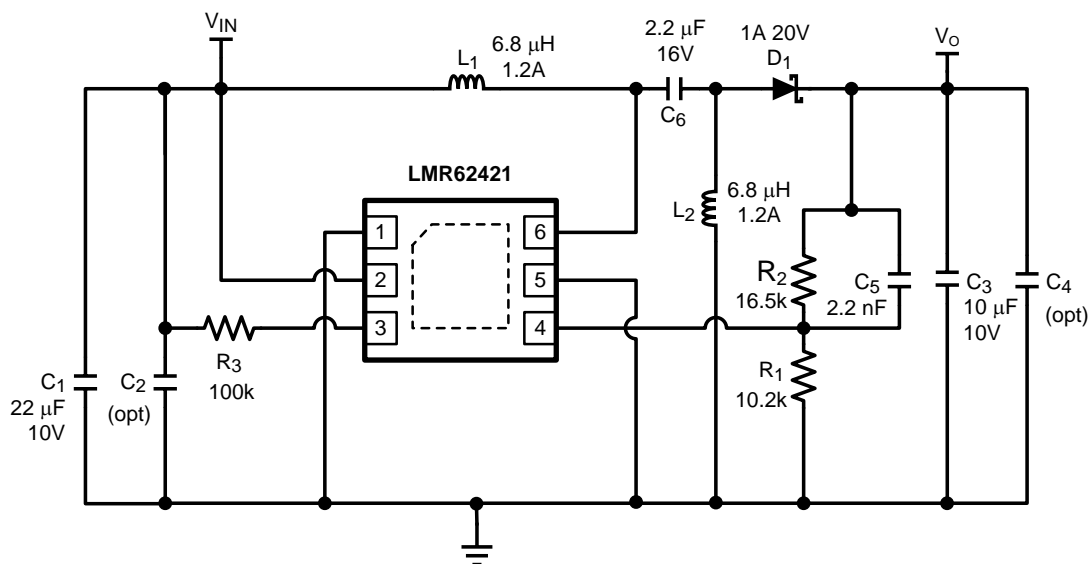 V_IN
6.8 μH
L1
1.2A
2.2 μF
16V
C6
1A 20V
D1
V_O
LMR62421
1
2
3
6
5
4
6.8 μH
L2
1.2A
R2
16.5k
C5
2.2 nF
C3
10 μF
10V
C4
(opt)
R3
100k
R1
10.2k
C1
22 μF
10V
C2
(opt)